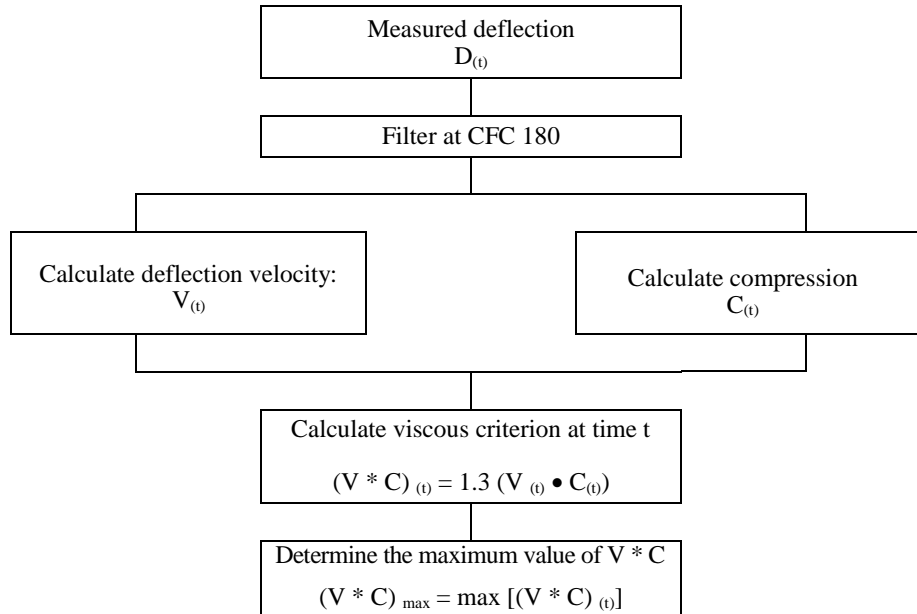 Measured deflection
D(t)
Filter at CFC 180
Calculate deflection velocity:
V(t)
Calculate compression
C(t)
Calculate viscous criterion at time t
(V * C) (t) = 1.3 (V (t) • C(t))
Determine the maximum value of V * C
(V * C) max = max [(V * C) (t)]